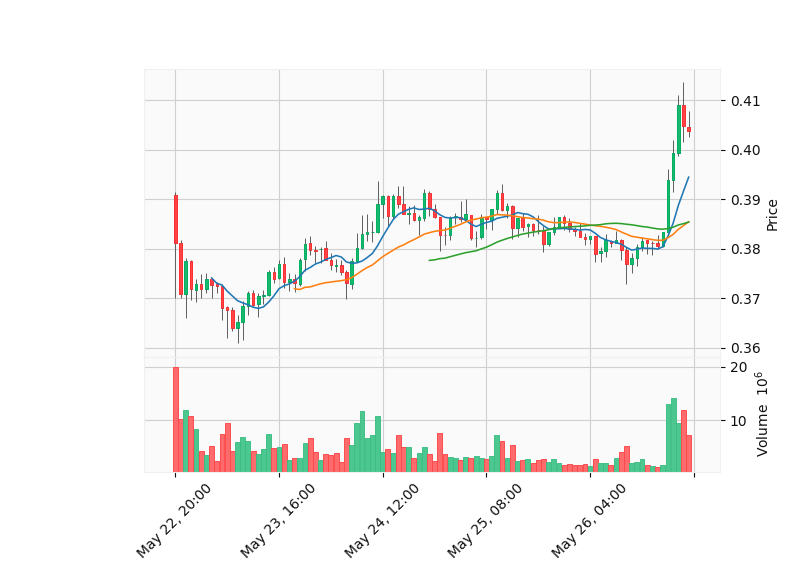 0.41
0.40
0.39
0.38
0.37
0.36
Price
20
10
Volume 10^6
May 22, 20:00
May 23, 16:00
May 24, 12:00
May 25, 08:00
May 26, 04:00